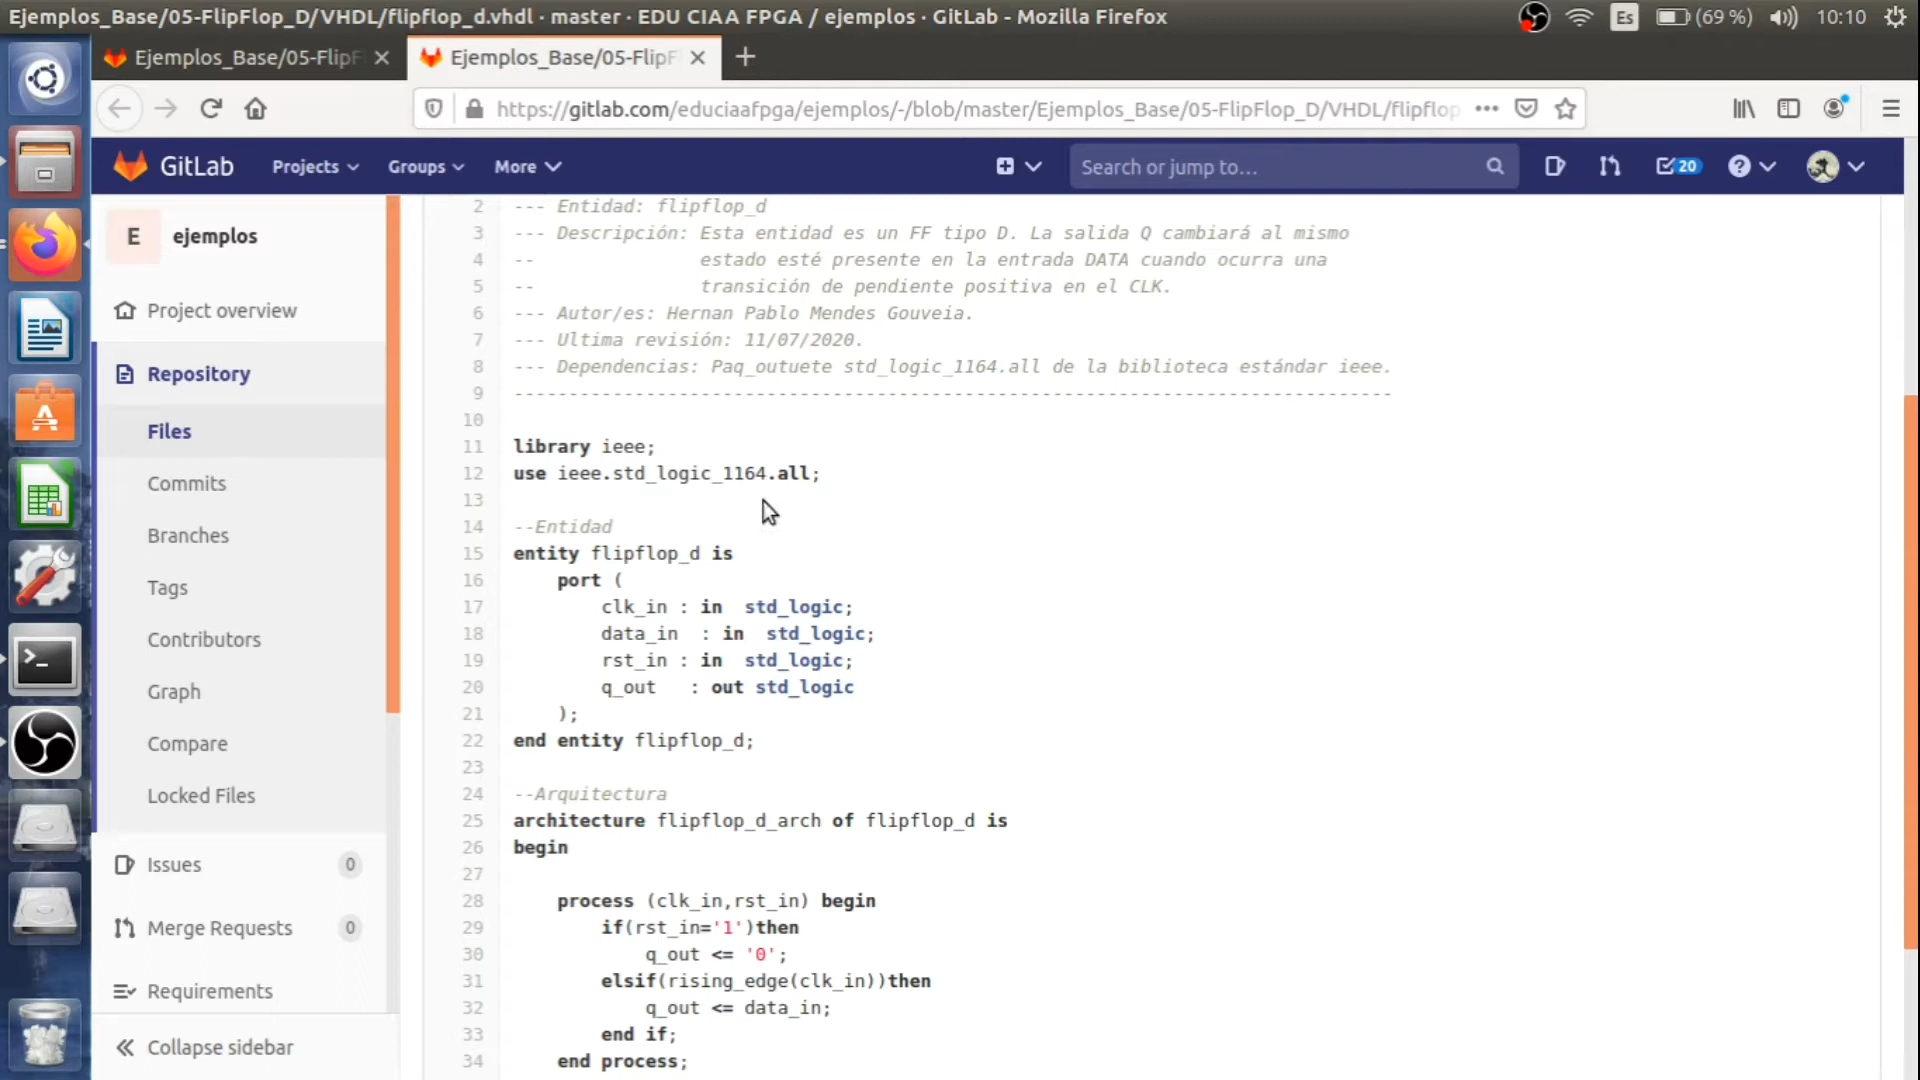 Ejemplos_Base/05-FlipFlop_D/VHDL/flipflop_d.vhdl · master · EDU CIAA FPGA / ejemplos · GitLab - Mozilla Firefox
Es
(69 %)
10:10
Ejemplos_Base/05-FlipF
Ejemplos_Base/05-FlipF
https://gitlab.com/educiaafpga/ejemplos/-/blob/master/Ejemplos_Base/05-FlipFlop_D/VHDL/flipflop
GitLab
Projects
Groups
More
Search or jump to...
20
E
ejemplos
Project overview
Repository
Files
Commits
Branches
Tags
Contributors
Graph
Compare
Locked Files
Issues 0
Merge Requests 0
Requirements
Collapse sidebar
2 --- Entidad: flipflop_d
3 --- Descripción: Esta entidad es un FF tipo D. La salida Q cambiará al mismo
4 -- estado esté presente en la entrada DATA cuando ocurra una
5 -- transición de pendiente positiva en el CLK.
6 --- Autor/es: Hernan Pablo Mendes Gouveia.
7 --- Ultima revisión: 11/07/2020.
8 --- Dependencias: Paq_outuete std_logic_1164.all de la biblioteca estándar ieee.
9 --------------------------------------------------------------------------------
10
11 library ieee;
12 use ieee.std_logic_1164.all;
13
14 --Entidad
15 entity flipflop_d is
16 port (
17 clk_in : in std_logic;
18 data_in : in std_logic;
19 rst_in : in std_logic;
20 q_out : out std_logic
21 );
22 end entity flipflop_d;
23
24 --Arquitectura
25 architecture flipflop_d_arch of flipflop_d is
26 begin
27
28 process (clk_in,rst_in) begin
29 if(rst_in='1')then
30 q_out <= '0';
31 elsif(rising_edge(clk_in))then
32 q_out <= data_in;
33 end if;
34 end process;